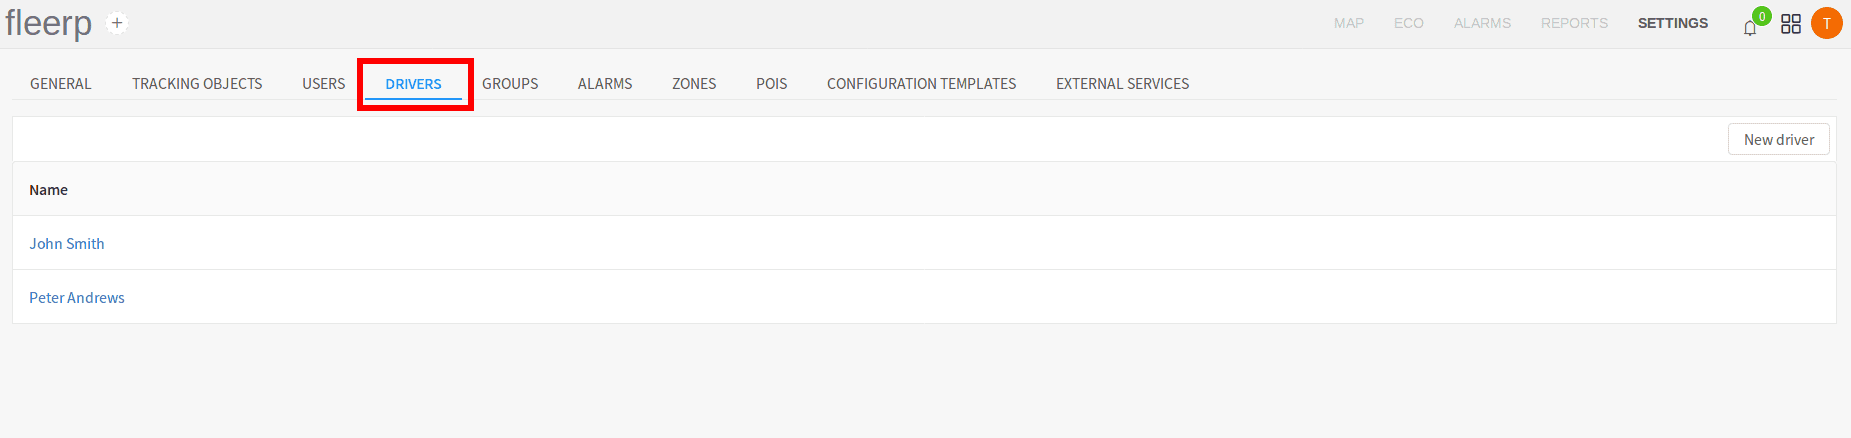 fleerp + MAP ECO ALARMS REPORTS SETTINGS 0 T
GENERAL TRACKING OBJECTS USERS DRIVERS GROUPS ALARMS ZONES POIS CONFIGURATION TEMPLATES EXTERNAL SERVICES
New driver
Name
John Smith
Peter Andrews